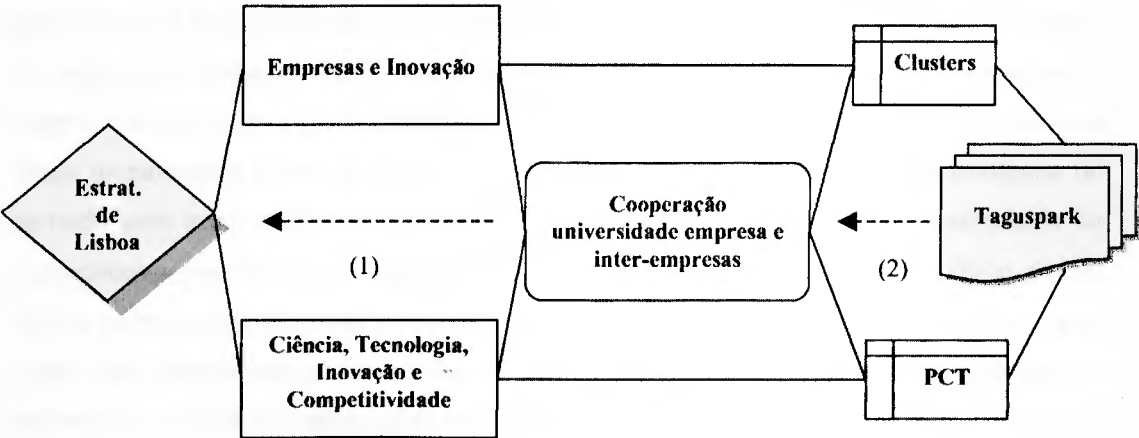 Empresas e Inovação
Clusters
Estrat.
de
Lisboa
Cooperação
universidade empresa e
inter-empresas
Taguspark
(1)
(2)
Ciência, Tecnologia,
Inovação e
Competitividade
PCT